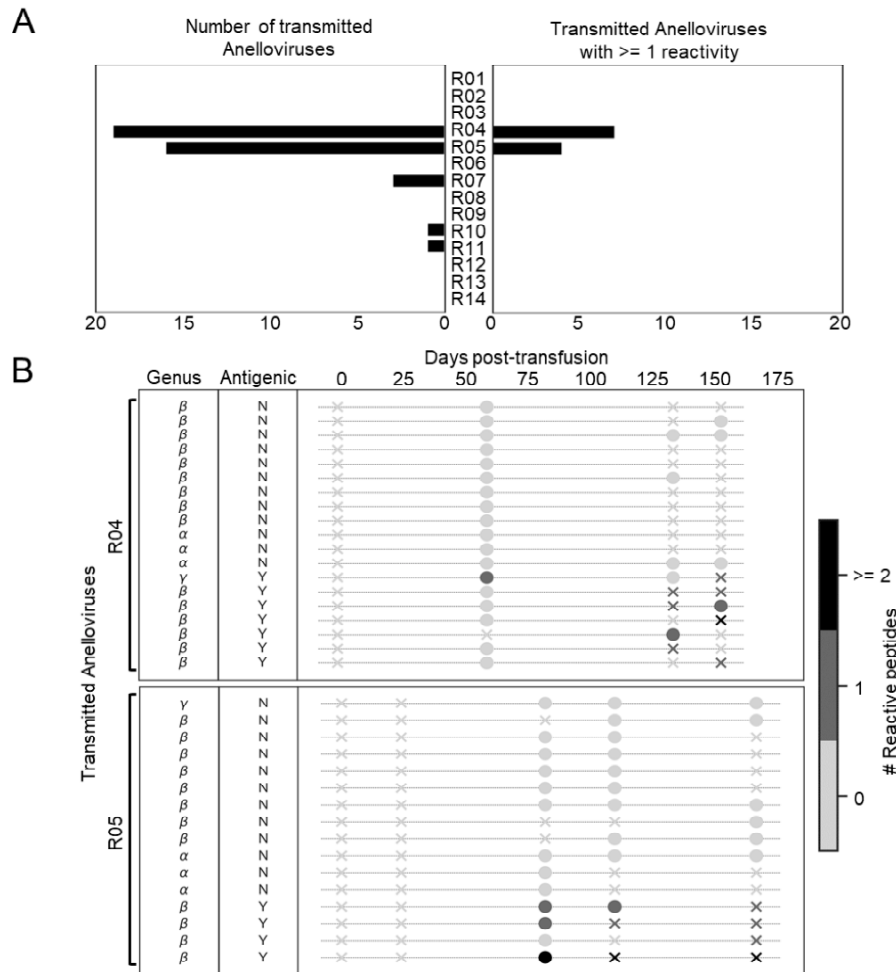 A
Number of transmitted
Anelloviruses
Transmitted Anelloviruses
with >= 1 reactivity
R01
R02
R03
R04
R05
R06
R07
R08
R09
R10
R11
R12
R13
R14
20 15 10 5 0 0 5 10 15 20
B
Days post-transfusion
Genus Antigenic 0 25 50 75 100 125 150 175
Transmitted Anelloviruses
R04
β N
β N
β N
β N
β N
β N
β N
β N
β N
α N
α N
α N
γ Y
β Y
β Y
β Y
β Y
β Y
β Y
R05
γ N
β N
β N
β N
β N
β N
β N
β N
β N
α N
α N
α N
β Y
β Y
β Y
β Y
>= 2
1
0
# Reactive peptides